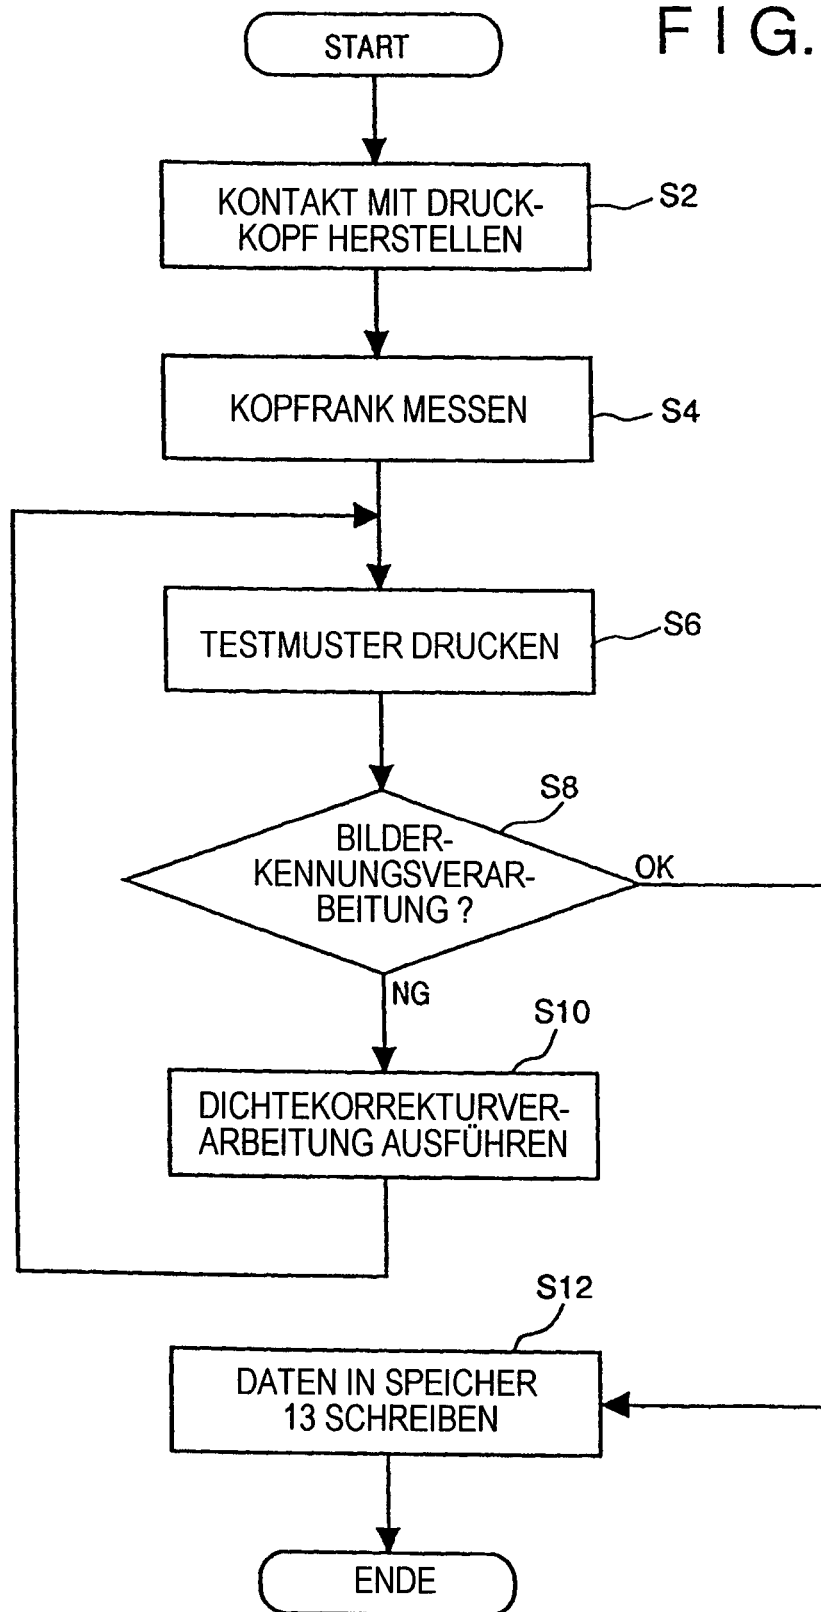 FIG.
START
KONTAKT MIT DRUCK-
KOPF HERSTELLEN
S2
KOPFRANK MESSEN
S4
TESTMUSTER DRUCKEN
S6
S8
BILDER-
KENNUNGSVERAR-
BEITUNG ?
OK
NG
S10
DICHTEKORREKTURVER-
ARBEITUNG AUSFÜHREN
S12
DATEN IN SPEICHER
13 SCHREIBEN
ENDE